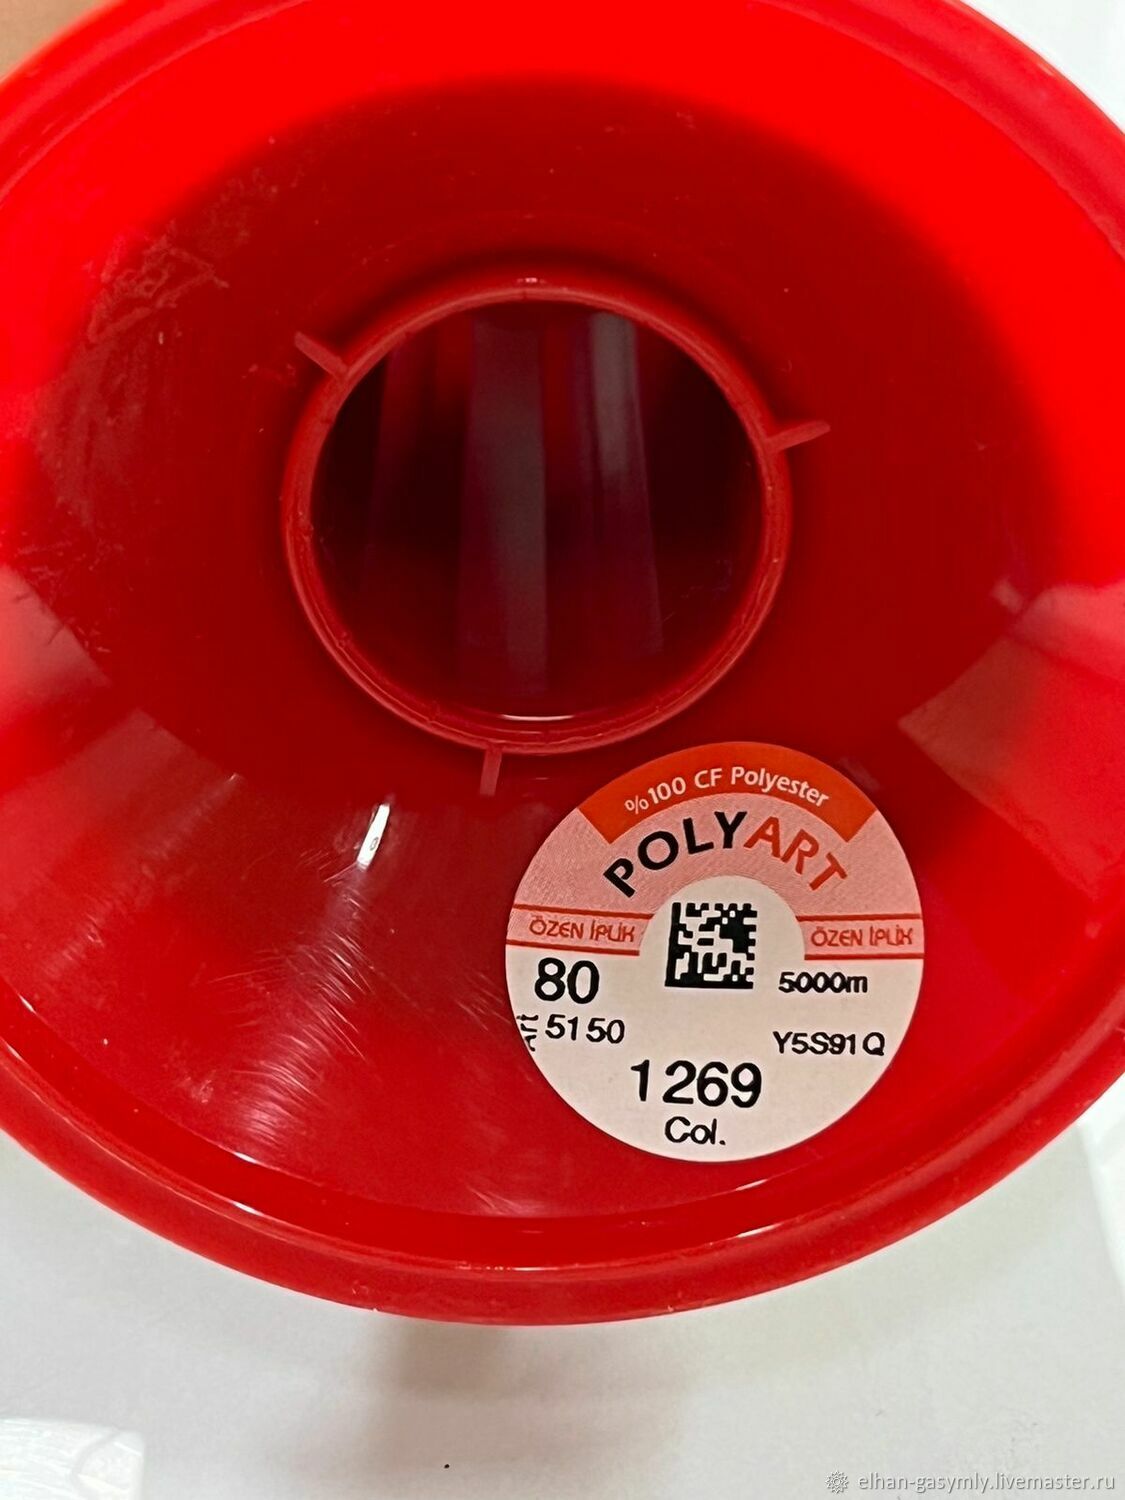 %100 CF Polyester
POLYART
ÖZEN İPLİK ÖZEN İPLİK
80 5000m
Art 5150 Y5S91Q
1269
Col.
elhan-gasymly.livemaster.ru